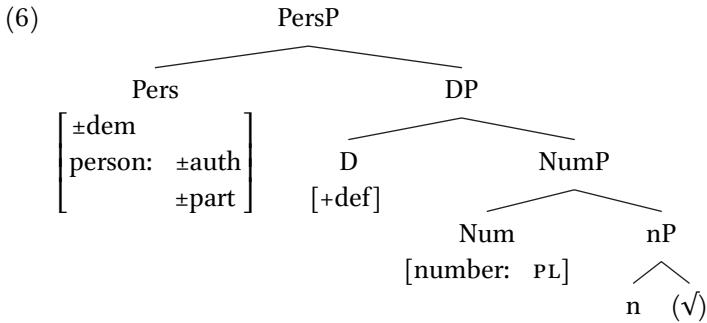 (6) PersP
Pers DP
±dem
person: ±auth D NumP
±part [+def]
Num nP
[number: PL]
n (√)